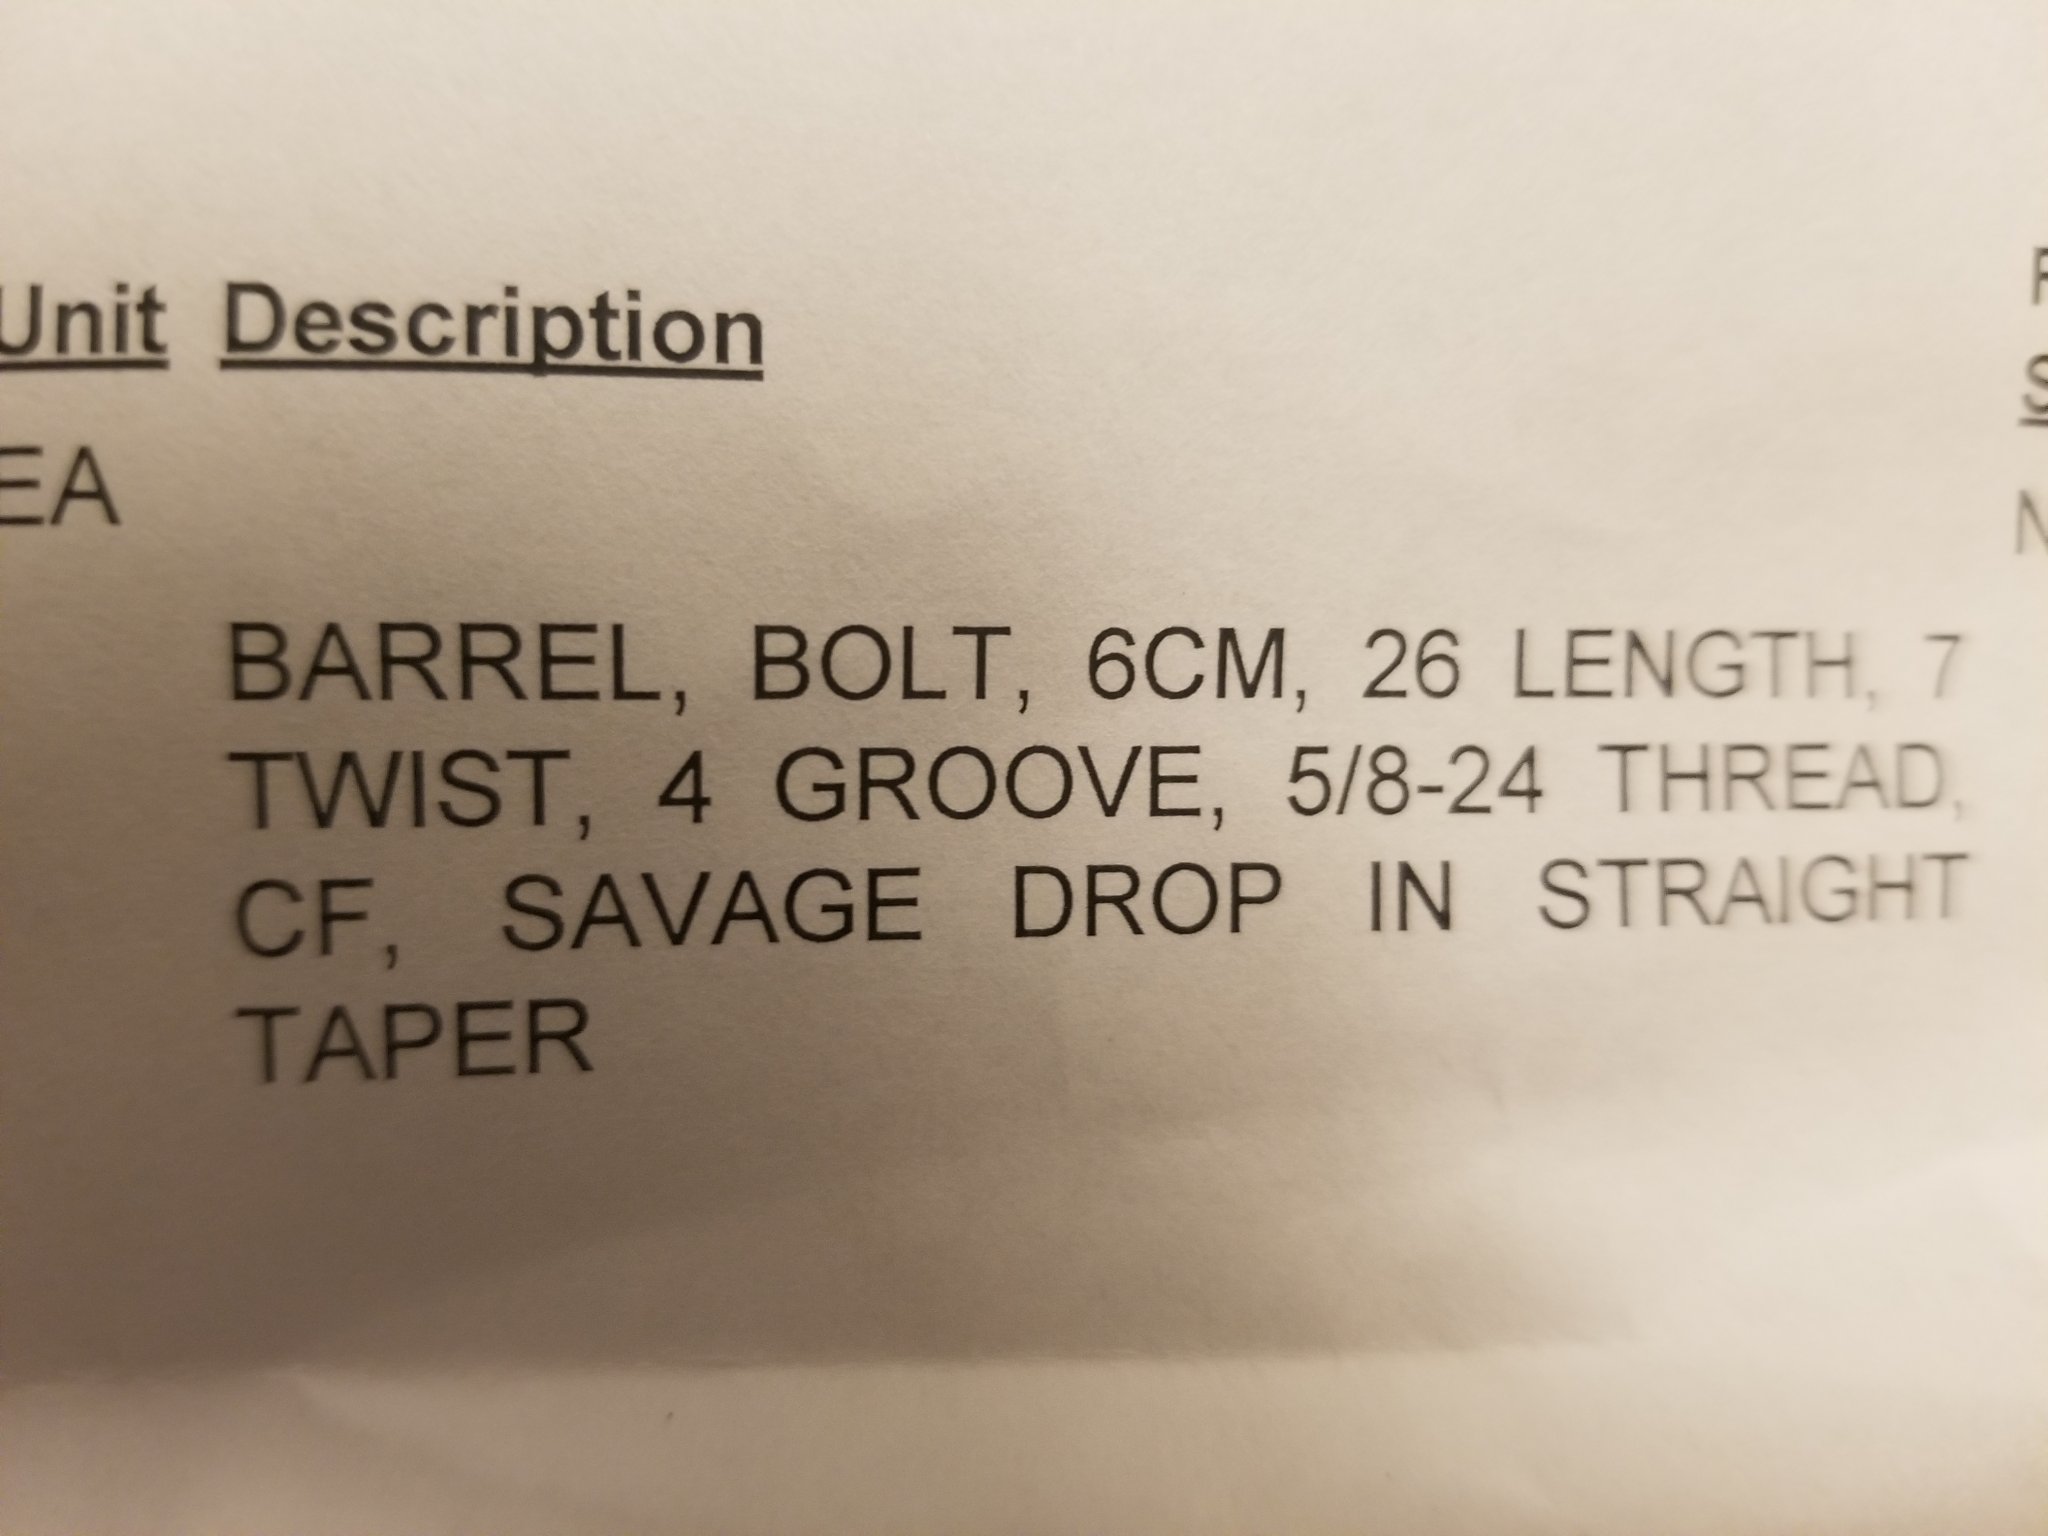 Unit Description
EA
BARREL, BOLT, 6CM, 26 LENGTH, 7
TWIST, 4 GROOVE, 5/8-24 THREAD,
CF, SAVAGE DROP IN STRAIGHT
TAPER